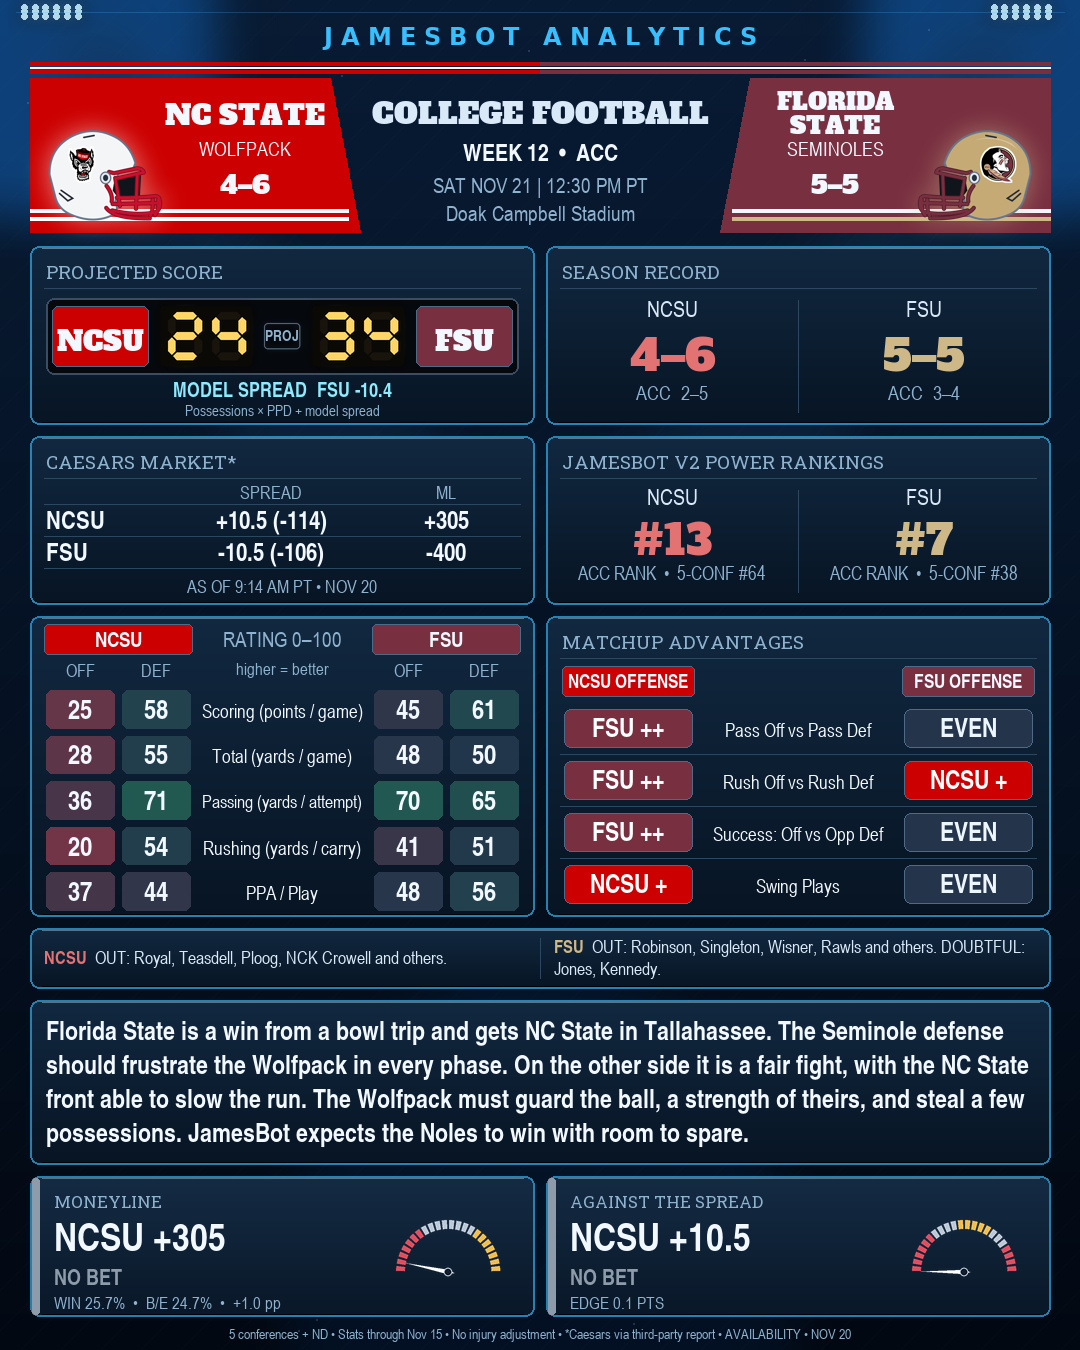 JAMESBOT ANALYTICS
NC STATE
WOLFPACK
4–6
COLLEGE FOOTBALL
WEEK 12 • ACC
SAT NOV 21 | 12:30 PM PT
Doak Campbell Stadium
FLORIDA
STATE
SEMINOLES
5–5
PROJECTED SCORE
NCSU 24 PROJ 34 FSU
MODEL SPREAD FSU -10.4
Possessions × PPD + model spread
SEASON RECORD
NCSU FSU
4–6 5–5
ACC 2–5 ACC 3–4
CAESARS MARKET*
SPREAD ML
NCSU +10.5 (-114) +305
FSU -10.5 (-106) -400
AS OF 9:14 AM PT • NOV 20
JAMESBOT V2 POWER RANKINGS
NCSU FSU
#13 #7
ACC RANK • 5-CONF #64 ACC RANK • 5-CONF #38
NCSU RATING 0–100 FSU
OFF DEF higher = better OFF DEF
25 58 Scoring (points / game) 45 61
28 55 Total (yards / game) 48 50
36 71 Passing (yards / attempt) 70 65
20 54 Rushing (yards / carry) 41 51
37 44 PPA / Play 48 56
MATCHUP ADVANTAGES
NCSU OFFENSE FSU OFFENSE
FSU ++ Pass Off vs Pass Def EVEN
FSU ++ Rush Off vs Rush Def NCSU +
FSU ++ Success: Off vs Opp Def EVEN
NCSU + Swing Plays EVEN
NCSU OUT: Royal, Teasdell, Ploog, NCK Crowell and others.
FSU OUT: Robinson, Singleton, Wisner, Rawls and others. DOUBTFUL:
Jones, Kennedy.
Florida State is a win from a bowl trip and gets NC State in Tallahassee. The Seminole defense
should frustrate the Wolfpack in every phase. On the other side it is a fair fight, with the NC State
front able to slow the run. The Wolfpack must guard the ball, a strength of theirs, and steal a few
possessions. JamesBot expects the Noles to win with room to spare.
MONEYLINE
NCSU +305
NO BET
WIN 25.7% • B/E 24.7% • +1.0 pp
AGAINST THE SPREAD
NCSU +10.5
NO BET
EDGE 0.1 PTS
5 conferences + ND • Stats through Nov 15 • No injury adjustment • *Caesars via third-party report • AVAILABILITY • NOV 20